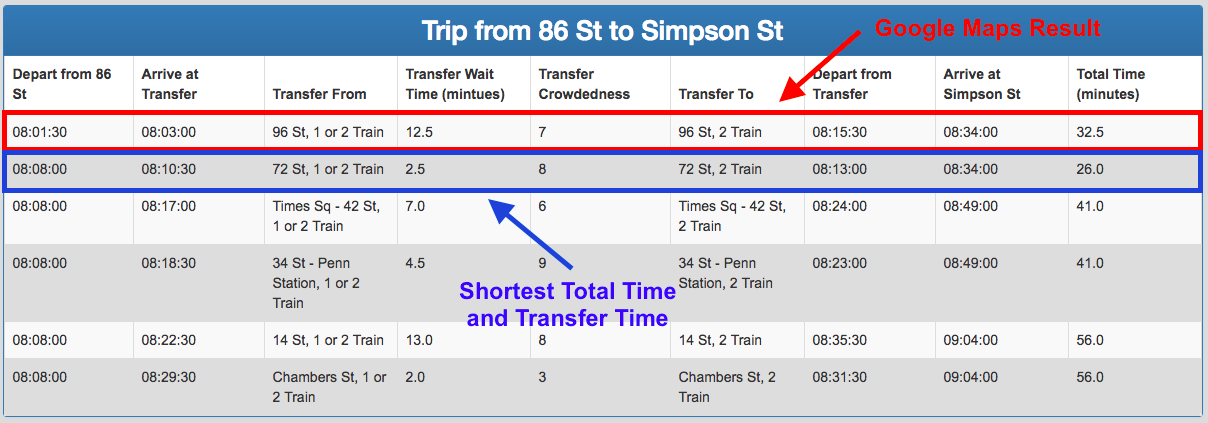 Trip from 86 St to Simpson St
Google Maps Result
Depart from 86 St
Arrive at Transfer
Transfer From
Transfer Wait Time (mintues)
Transfer Crowdedness
Transfer To
Depart from Transfer
Arrive at Simpson St
Total Time (minutes)
08:01:30 08:03:00 96 St, 1 or 2 Train 12.5 7 96 St, 2 Train 08:15:30 08:34:00 32.5
08:08:00 08:10:30 72 St, 1 or 2 Train 2.5 8 72 St, 2 Train 08:13:00 08:34:00 26.0
08:08:00 08:17:00 Times Sq - 42 St, 1 or 2 Train 7.0 6 Times Sq - 42 St, 2 Train 08:24:00 08:49:00 41.0
08:08:00 08:18:30 34 St - Penn Station, 1 or 2 Train 4.5 9 34 St - Penn Station, 2 Train 08:23:00 08:49:00 41.0
Shortest Total Time
and Transfer Time
08:08:00 08:22:30 14 St, 1 or 2 Train 13.0 8 14 St, 2 Train 08:35:30 09:04:00 56.0
08:08:00 08:29:30 Chambers St, 1 or 2 Train 2.0 3 Chambers St, 2 Train 08:31:30 09:04:00 56.0